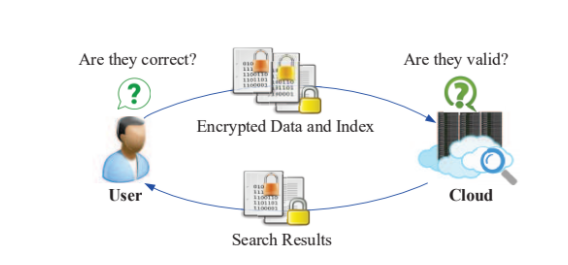 Are they correct?
Are they valid?
Encrypted Data and Index
User
Cloud
Search Results